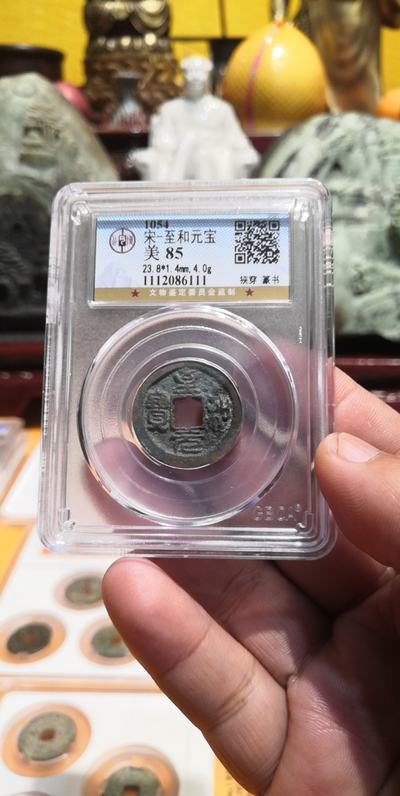 1054
宋-至和元宝
美 85
23.8*1.4mm, 4.0g
1112086111
狭穿 篆书
★ 文物鉴定委员会监制 ★
至和元寶
GBCA®